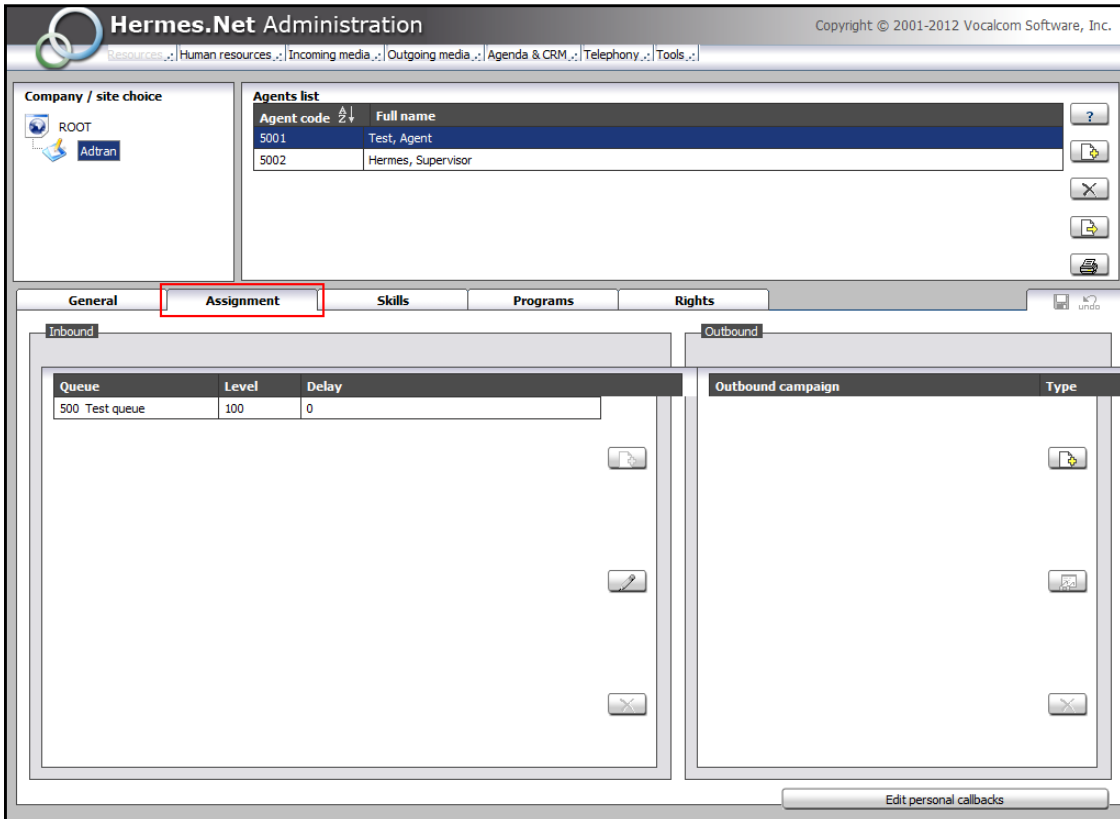 Hermes.Net Administration
Copyright © 2001-2012 Vocalcom Software, Inc.
Resources .: Human resources .: Incoming media .: Outgoing media .: Agenda & CRM .: Telephony .: Tools .:
Company / site choice
ROOT
Adtran
Agents list
Agent code Full name
5001 Test, Agent
5002 Hermes, Supervisor
?
General Assignment Skills Programs Rights undo
Inbound
Queue Level Delay
500 Test queue 100 0
Outbound
Outbound campaign Type
Edit personal callbacks